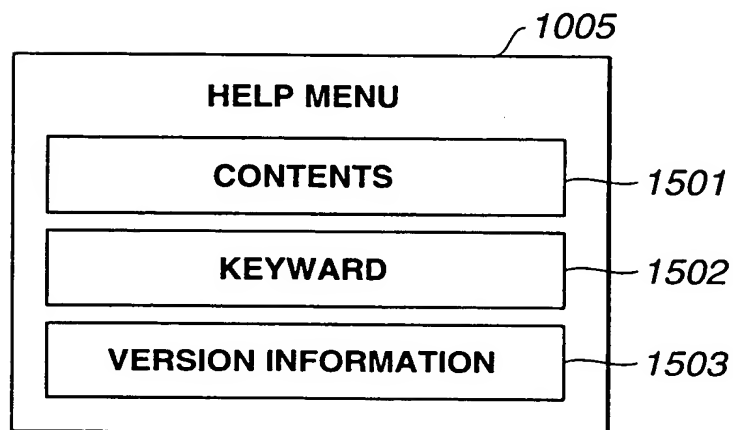 1005
HELP MENU
CONTENTS
1501
KEYWARD
1502
VERSION INFORMATION
1503